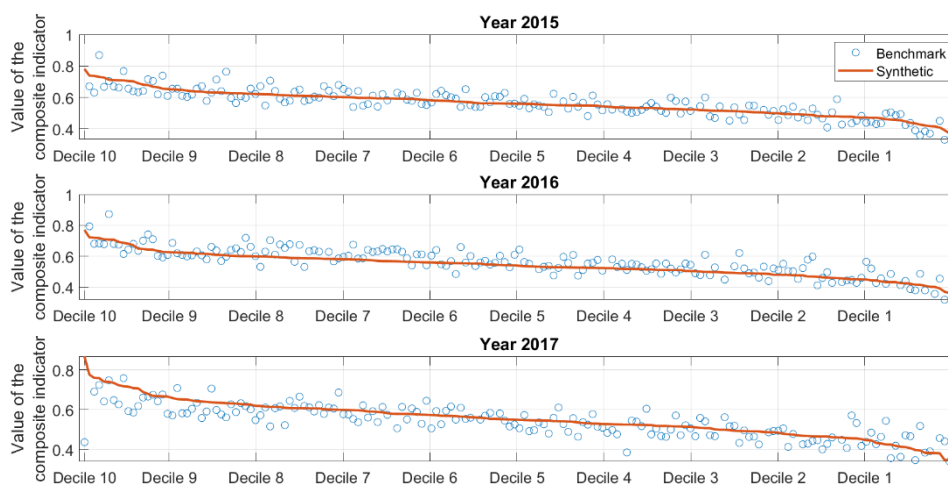 Year 2015
Value of the
composite indicator
1
0.8
0.6
0.4
Benchmark
Synthetic
Decile 10 Decile 9 Decile 8 Decile 7 Decile 6 Decile 5 Decile 4 Decile 3 Decile 2 Decile 1
Year 2016
Value of the
composite indicator
1
0.8
0.6
0.4
Decile 10 Decile 9 Decile 8 Decile 7 Decile 6 Decile 5 Decile 4 Decile 3 Decile 2 Decile 1
Year 2017
Value of the
composite indicator
0.8
0.6
0.4
Decile 10 Decile 9 Decile 8 Decile 7 Decile 6 Decile 5 Decile 4 Decile 3 Decile 2 Decile 1